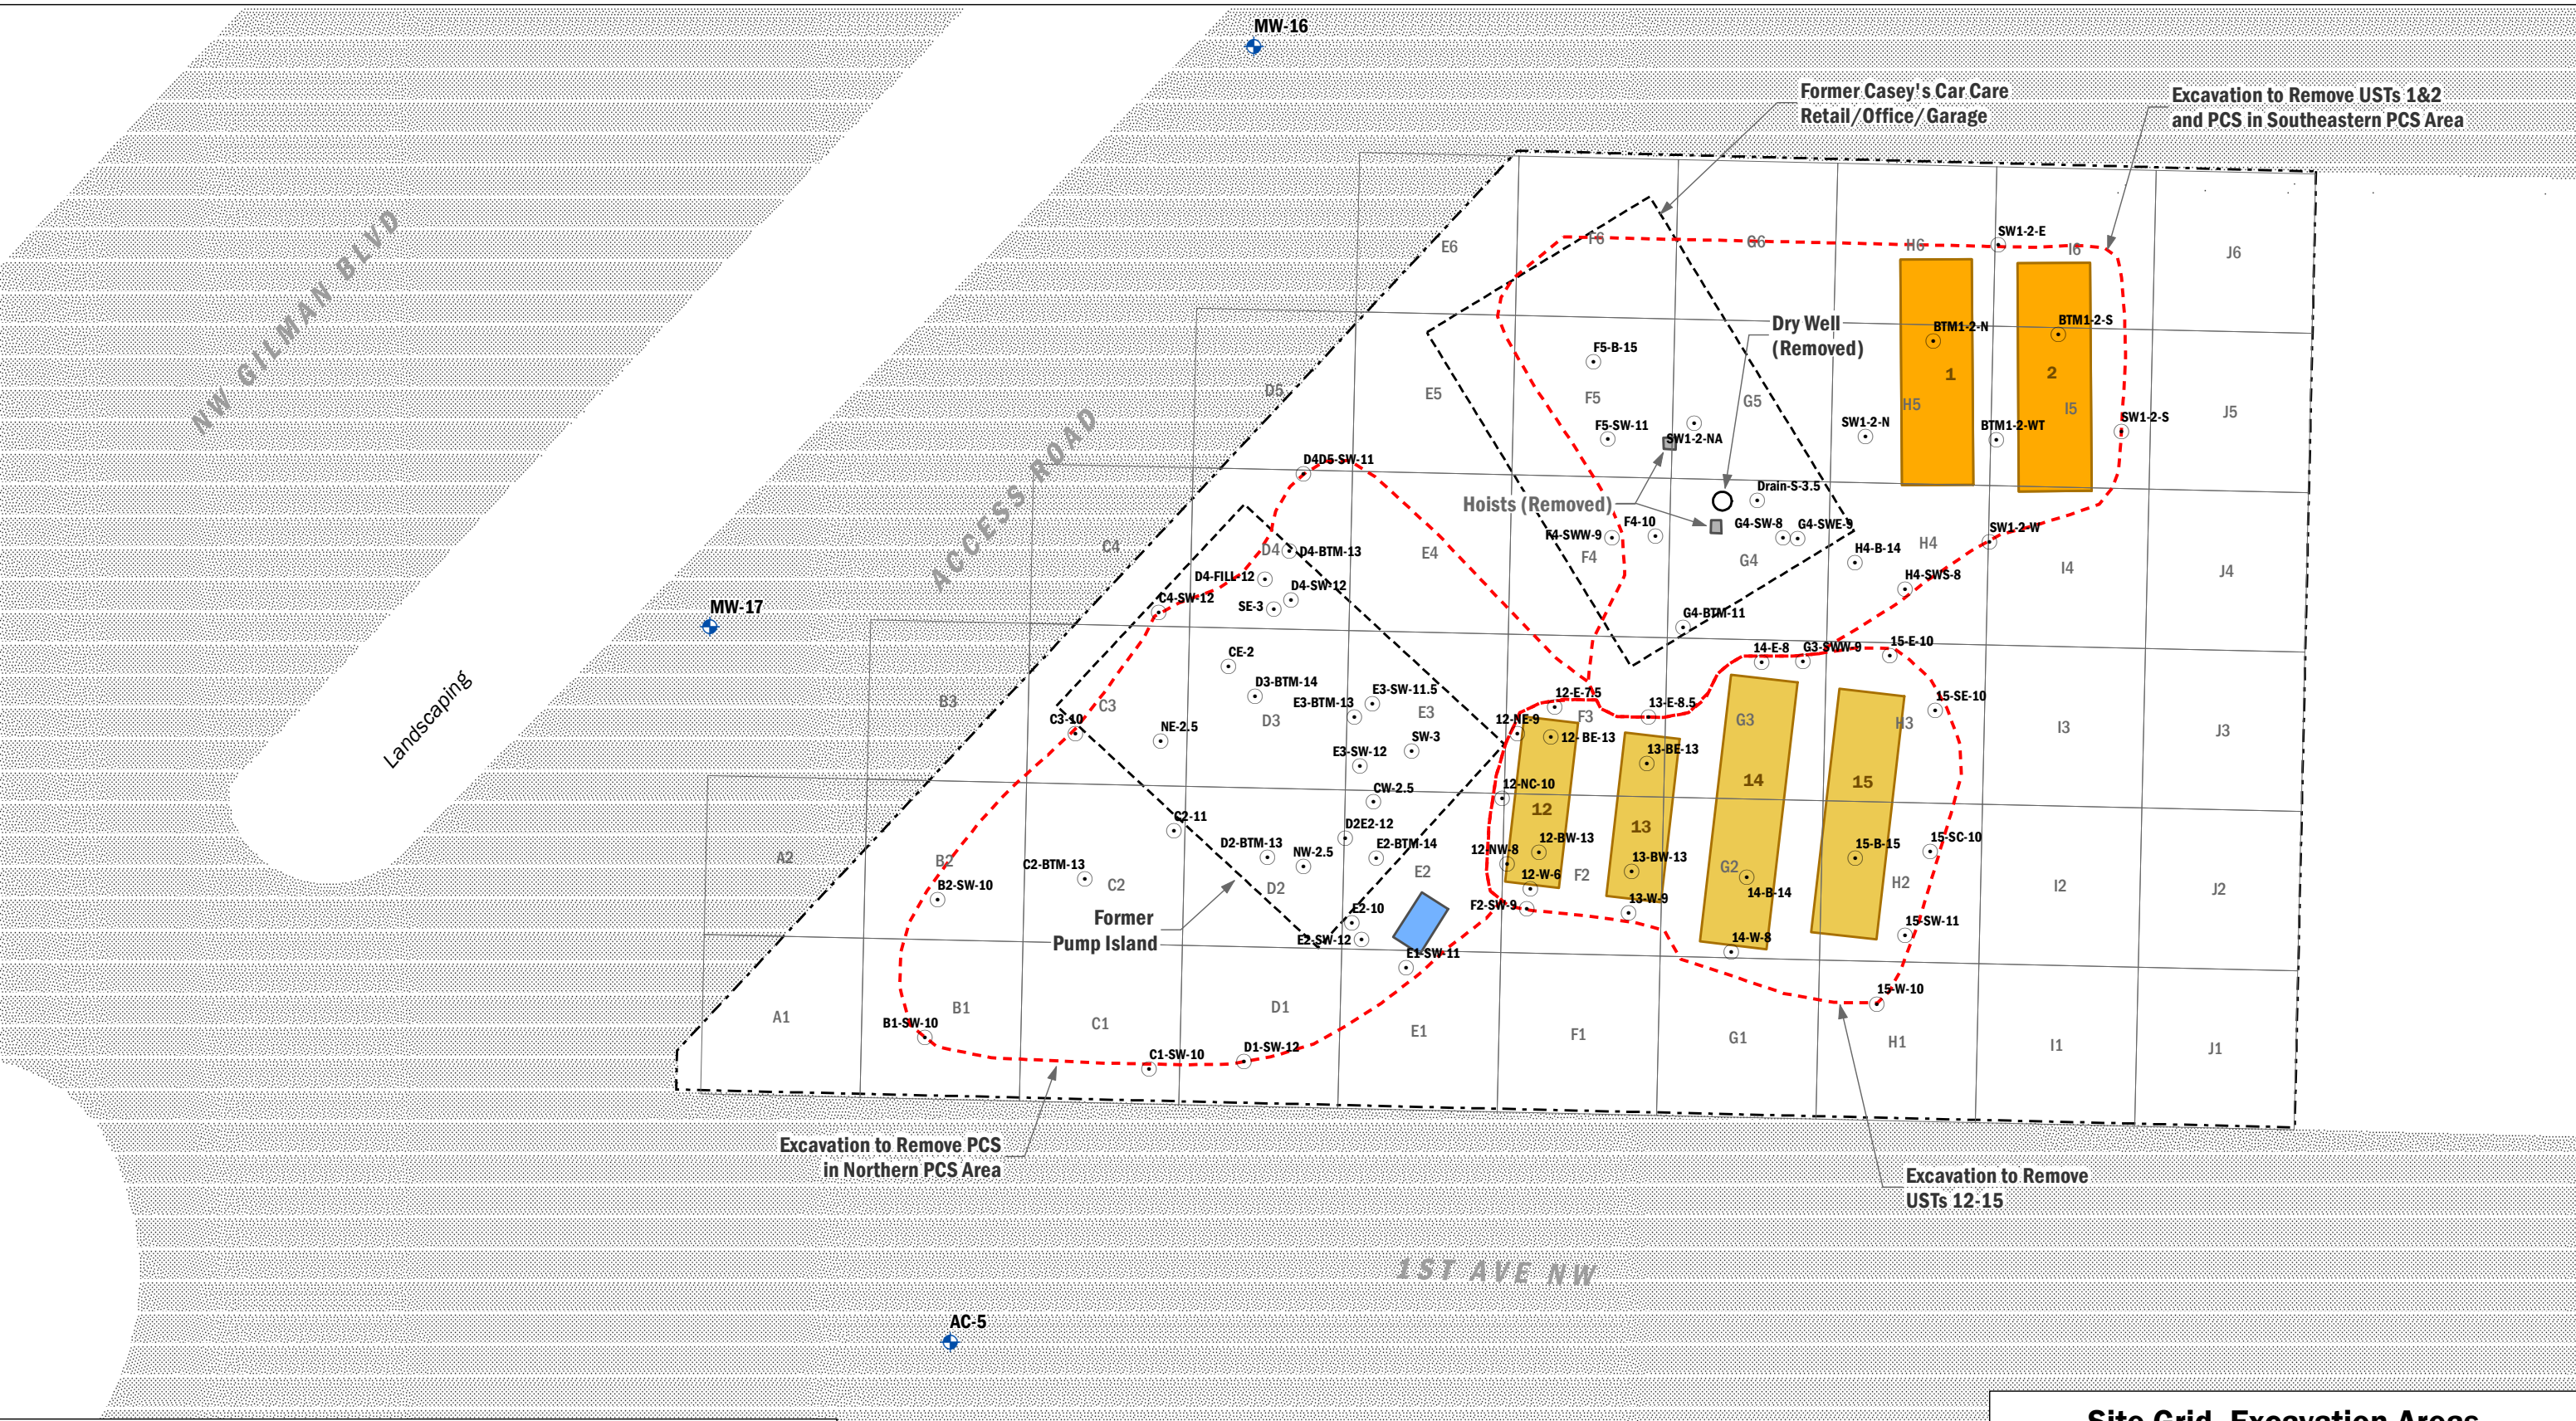 MW-16
Former Casey's Car Care
Retail/Office/Garage
Excavation to Remove USTs 1&2
and PCS in Southeastern PCS Area
NW GILMAN BLVD
ACCESS ROAD
Landscaping
MW-17
E6
F6
G6
H6
SW1-2-E
I6
J6
Dry Well
(Removed)
BTM1-2-N
BTM1-2-S
F5-B-15
1
2
D5
E5
F5
G5
H5
I5
J5
F5-SW-11
SW1-2-NA
SW1-2-N
BTM1-2-WT
SW1-2-S
D4D5-SW-11
Hoists (Removed)
Drain-S-3.5
F4-SWW-9
F4-10
G4-SW-8
G4-SWE-9
SW1-2-W
C4
D4
D4-BTM-13
E4
F4
G4
H4-B-14
H4
I4
J4
D4-FILL-12
D4-SW-12
H4-SWS-8
C4-SW-12
SE-3
G4-BTM-11
CE-2
14-E-8
G3-SWW-9
15-E-10
D3-BTM-14
E3-SW-11.5
E3-BTM-13
12-E-7.5
13-E-8.5
15-SE-10
B3
C3
C3-10
NE-2.5
D3
E3
12-NE-9
F3
G3
H3
I3
J3
SW-3
12- BE-13
13-BE-13
E3-SW-12
CW-2.5
12-NC-10
12
13
14
15
C2-11
D2E2-12
D2-BTM-13
NW-2.5
E2-BTM-14
12-NW-8
12-BW-13
13-BW-13
15-B-15
15-SC-10
A2
B2
C2-BTM-13
C2
D2
E2
12-W-6
F2
G2
14-B-14
H2
I2
J2
B2-SW-10
E2-10
F2-SW-9
13-W-9
Former
Pump Island
E2-SW-12
E1-SW-11
14-W-8
15-SW-11
15-W-10
A1
B1
C1
D1
E1
F1
G1
H1
I1
J1
B1-SW-10
C1-SW-10
D1-SW-12
Excavation to Remove PCS
in Northern PCS Area
Excavation to Remove
USTs 12-15
1ST AVE NW
AC-5
Site Grid, Excavation Areas